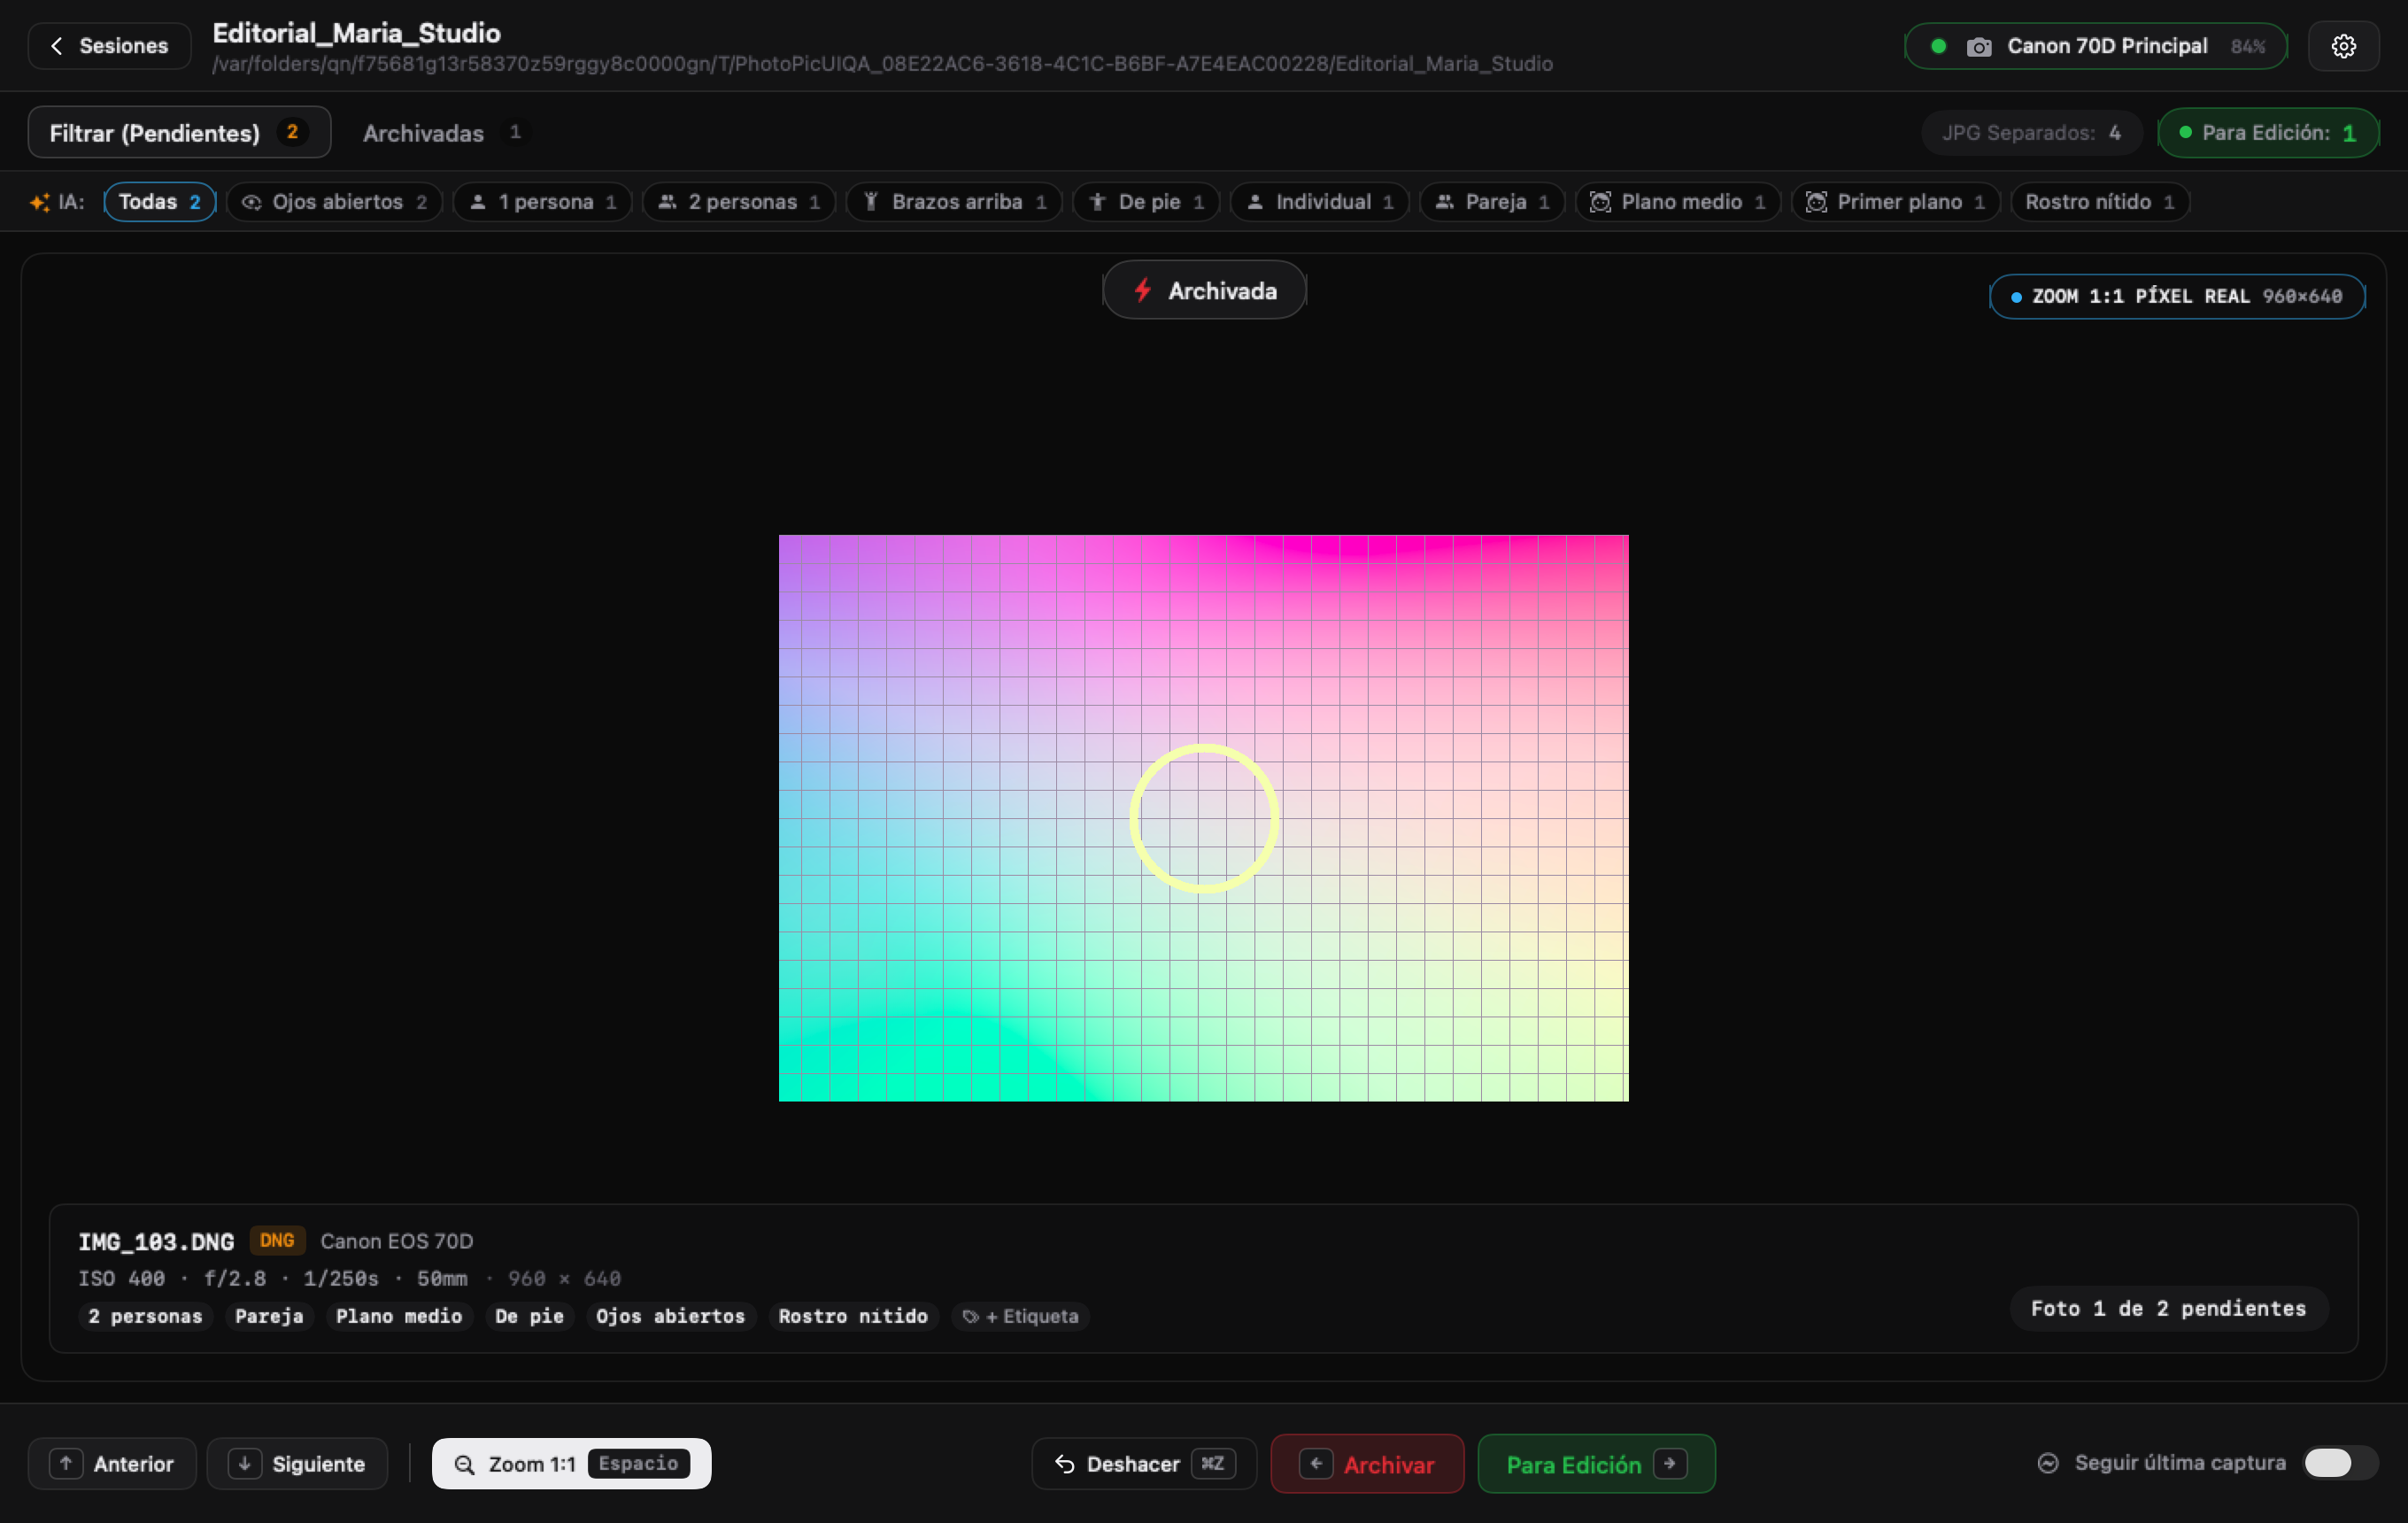 Sesiones
Editorial_Maria_Studio
/var/folders/qn/f75681g13r58370z59rggy8c0000gn/T/PhotoPicUIQA_08E22AC6-3618-4C1C-B6BF-A7E4EAC00228/Editorial_Maria_Studio
Canon 70D Principal 84%
Filtrar (Pendientes) 2
Archivadas 1
JPG Separados: 4
Para Edición: 1
IA: Todas 2 Ojos abiertos 2 1 persona 1 2 personas 1 Brazos arriba 1 De pie 1 Individual 1 Pareja 1 Plano medio 1 Primer plano 1 Rostro nítido 1
Archivada
ZOOM 1:1 PÍXEL REAL 960×640
IMG_103.DNG DNG Canon EOS 70D
ISO 400 · f/2.8 · 1/250s · 50mm · 960 × 640
2 personas Pareja Plano medio De pie Ojos abiertos Rostro nítido + Etiqueta
Foto 1 de 2 pendientes
↑ Anterior
↓ Siguiente
Zoom 1:1 Espacio
Deshacer ⌘Z
← Archivar
Para Edición →
Seguir última captura